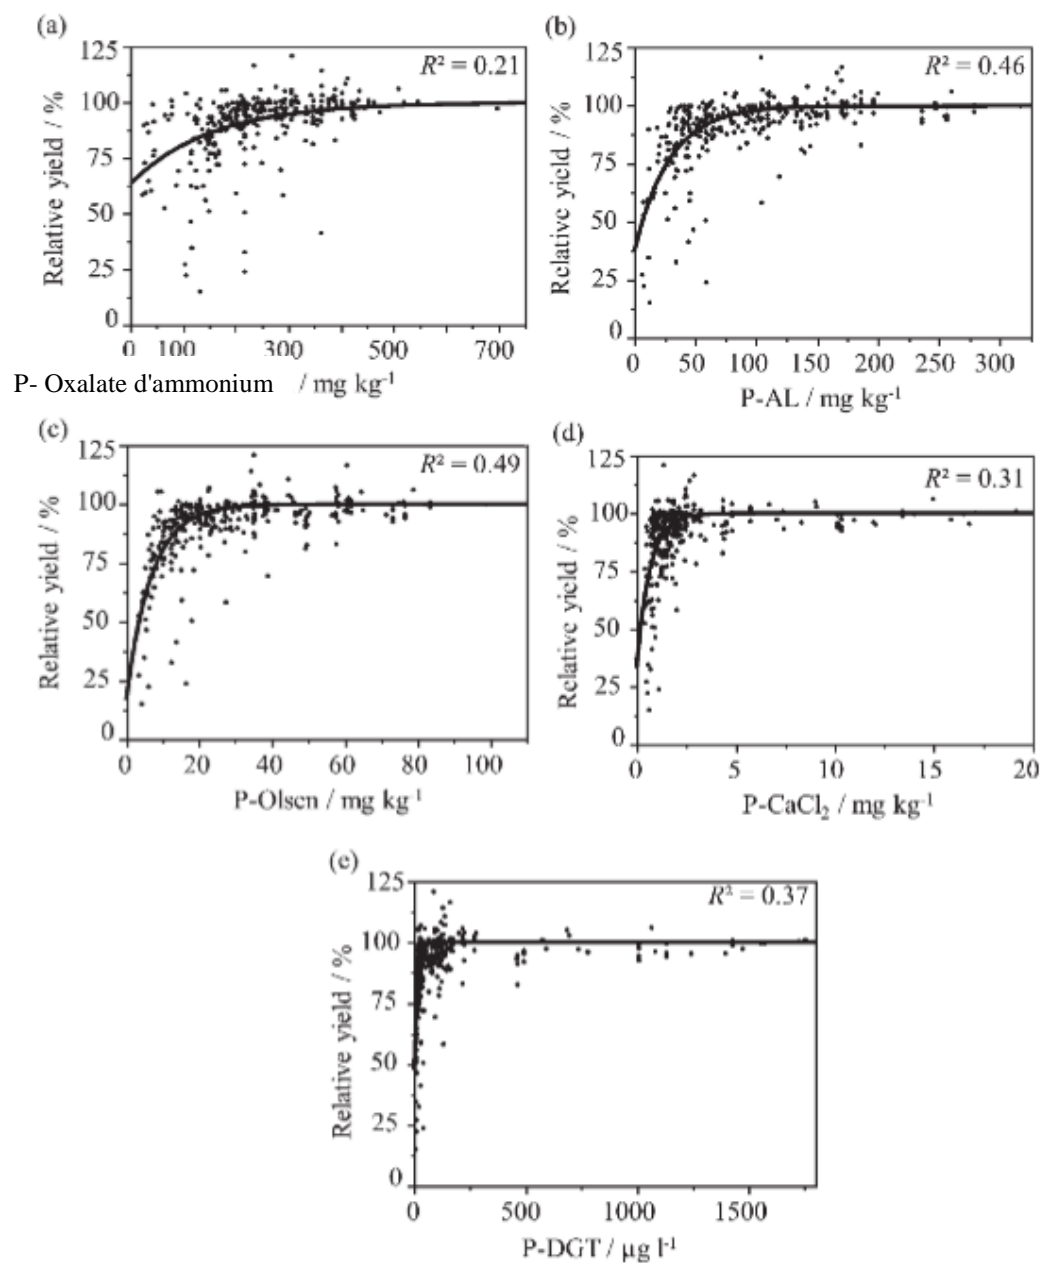 (a)
125
100
75
50
25
0
Relative yield / %
R² = 0.21
0 100 300 500 700
P- Oxalate d'ammonium / mg kg-1
(b)
125
100
75
50
25
0
Relative yield / %
R² = 0.46
0 50 100 150 200 250 300
P-AL / mg kg-1
(c)
125
100
75
50
25
0
Relative yield / %
R² = 0.49
0 20 40 60 80 100
P-Olsen / mg kg-1
(d)
125
100
75
50
25
0
Relative yield / %
R² = 0.31
0 5 10 15 20
P-CaCl2 / mg kg-1
(e)
125
100
75
50
25
0
Relative yield / %
R² = 0.37
0 500 1000 1500
P-DGT / µg l-1